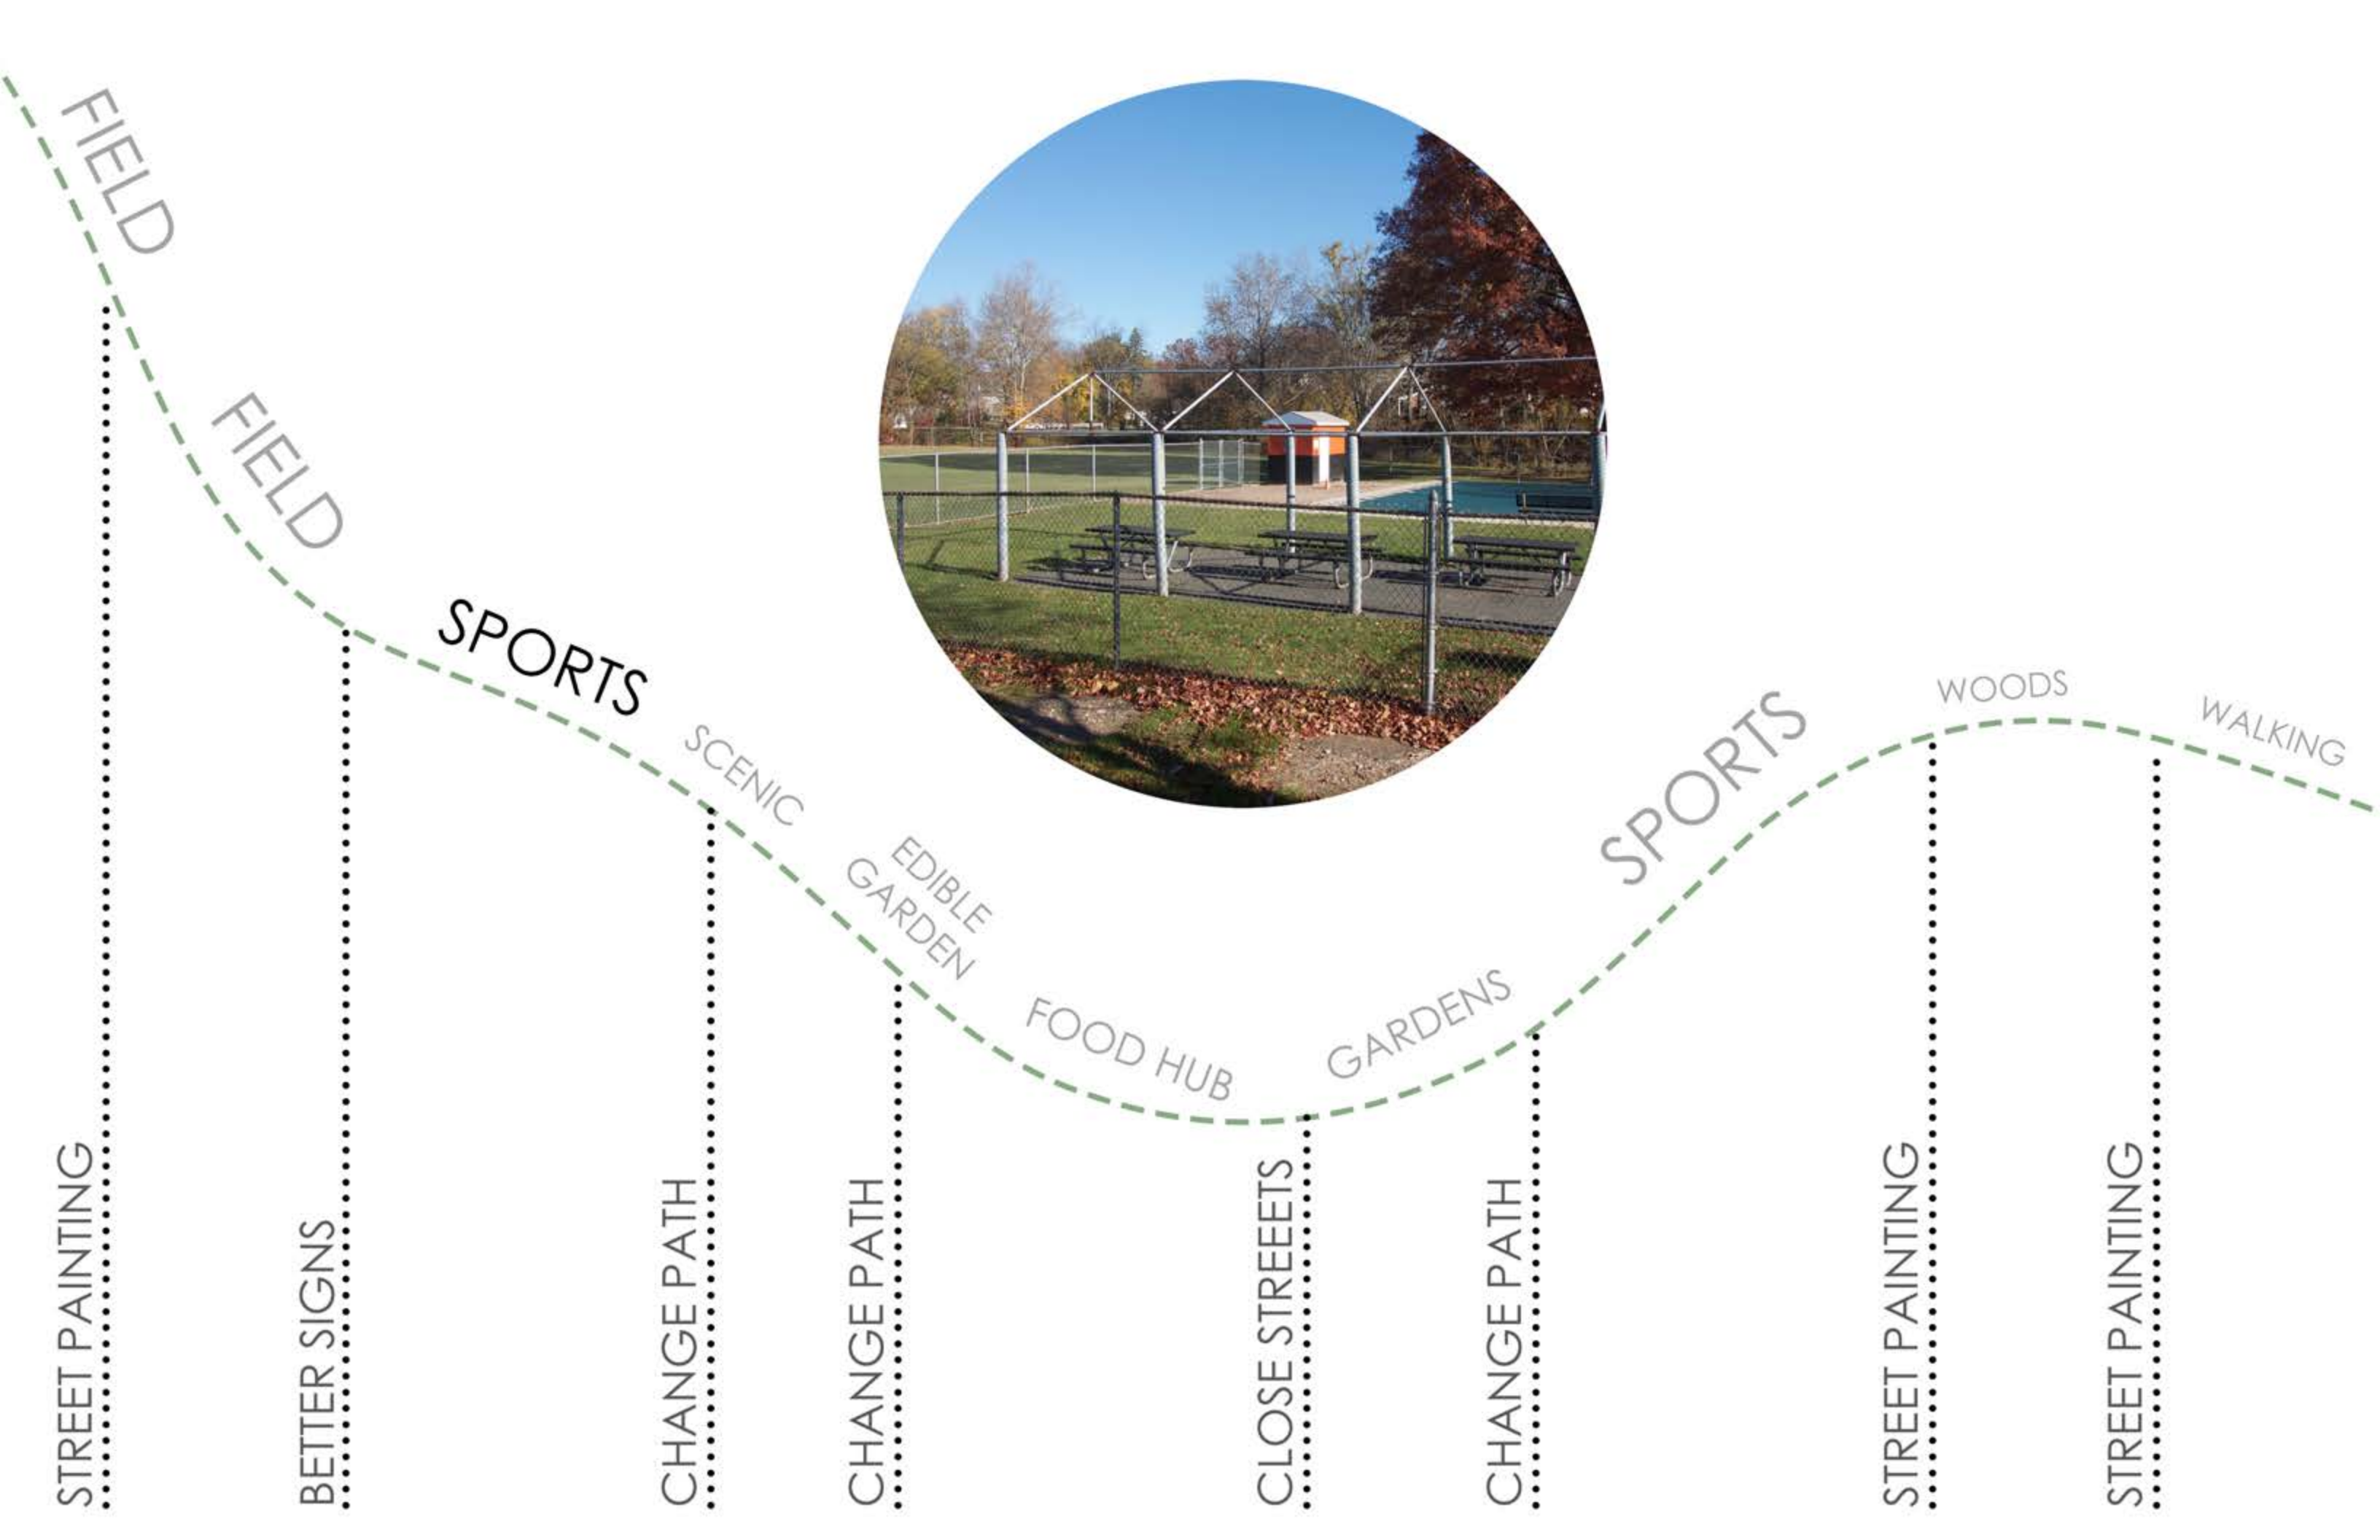 FIELD
FIELD
SPORTS
SCENIC
EDIBLE
GARDEN
FOOD HUB
GARDENS
SPORTS
WOODS
WALKING
STREET PAINTING
BETTER SIGNS
CHANGE PATH
CHANGE PATH
CLOSE STREEETS
CHANGE PATH
STREET PAINTING
STREET PAINTING